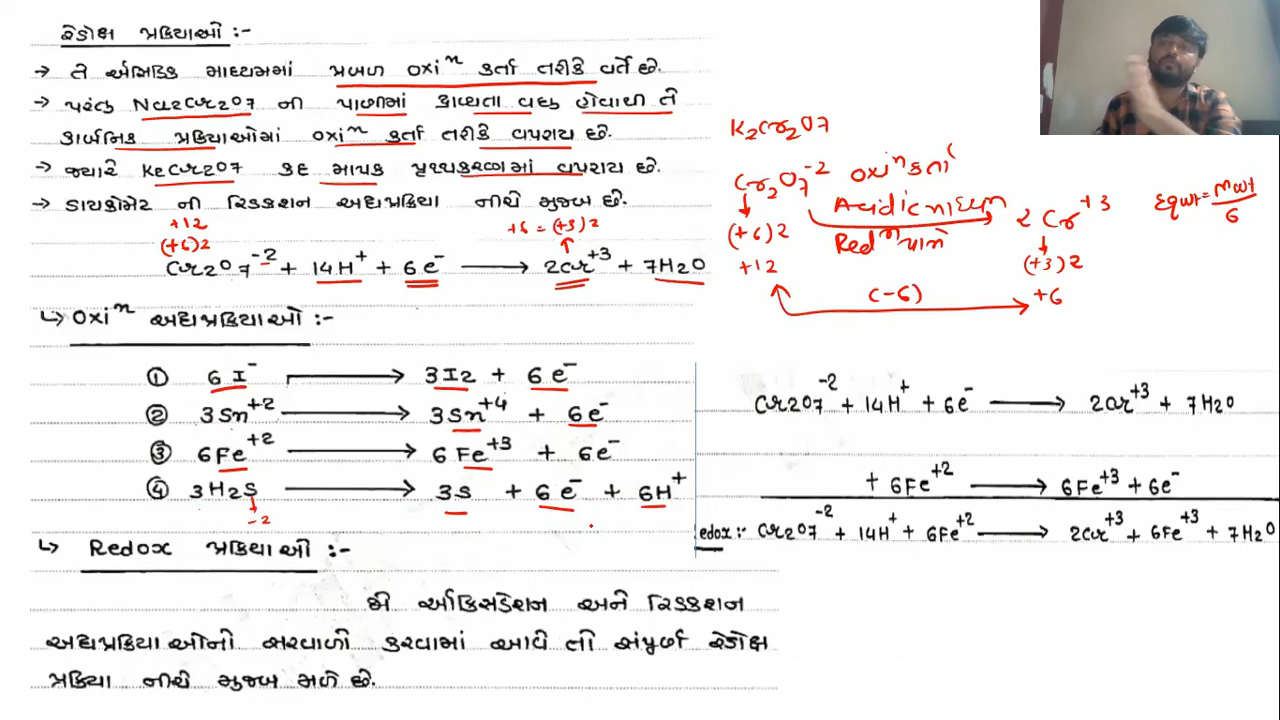 રેડોક્ષ પ્રક્રિયાઓ :-
→ તે એસિડિક માધ્યમમાં પ્રબળ oxiⁿ કર્તા તરીકે વર્તે છે.
→ પરંતુ Na2Cr2O7 ની પાણીમાં દ્રાવ્યતા વધુ હોવાથી તે
કાર્બનિક પ્રક્રિયાઓમાં oxiⁿ કર્તા તરીકે વપરાય છે.
→ જ્યારે K2Cr2O7 કદ માપક પૃથ્થકરણમાં વપરાય છે.
→ ડાયક્રોમેટ ની રિડક્શન અર્ધપ્રક્રિયા નીચે મુજબ છે.
+12
(+6)2
+6 = (+3)2
Cr2O7⁻² + 14H⁺ + 6e⁻ → 2Cr⁺³ + 7H2O
↳ Oxiⁿ અર્ધપ્રક્રિયાઓ :-
① 6I⁻ → 3I2 + 6e⁻
② 3Sn⁺² → 3Sn⁺⁴ + 6e⁻
③ 6Fe⁺² → 6Fe⁺³ + 6e⁻
④ 3H2S → 3S + 6e⁻ + 6H⁺
-2
↳ Redox પ્રક્રિયાઓ :-
જો ઓક્સિડેશન અને રિડક્શન
અર્ધપ્રક્રિયાઓનો સરવાળો કરવામાં આવે તો સંપૂર્ણ રેડોક્ષ
પ્રક્રિયા નીચે મુજબ મળે છે.
K2Cr2O7
Cr2O7⁻² oxiⁿકર્તા
Acidicમાધ્યમ
Redⁿ પામે
2Cr⁺³
Eqwt = Mwt/6
(+6)2
(+3)2
+12
(-6)
+6
Cr2O7⁻² + 14H⁺ + 6e⁻ → 2Cr⁺³ + 7H2O
+ 6Fe⁺² → 6Fe⁺³ + 6e⁻
edox :: Cr2O7⁻² + 14H⁺ + 6Fe⁺² → 2Cr⁺³ + 6Fe⁺³ + 7H2O